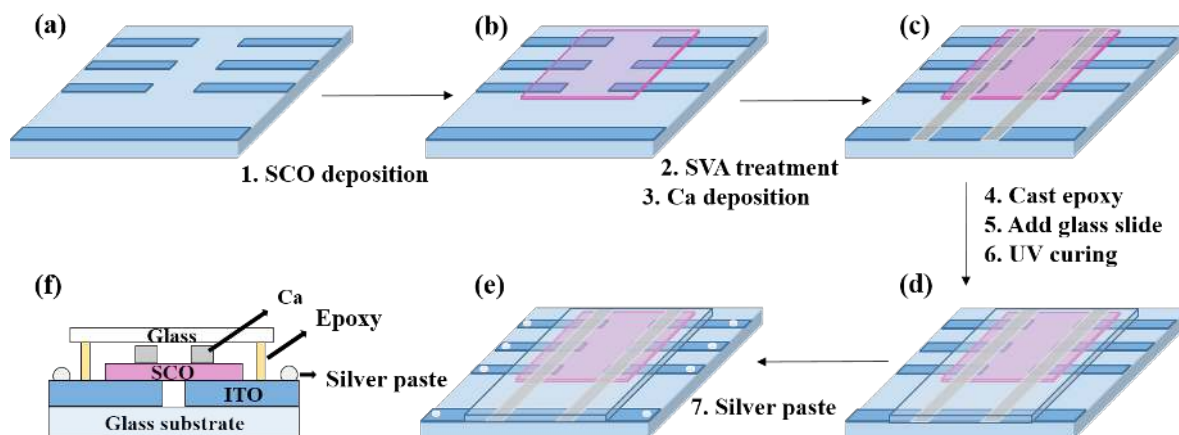 (a)
(b)
(c)
1. SCO deposition
2. SVA treatment
3. Ca deposition
4. Cast epoxy
5. Add glass slide
6. UV curing
(f)
Ca
Glass
Epoxy
SCO
Silver paste
ITO
Glass substrate
(e)
7. Silver paste
(d)